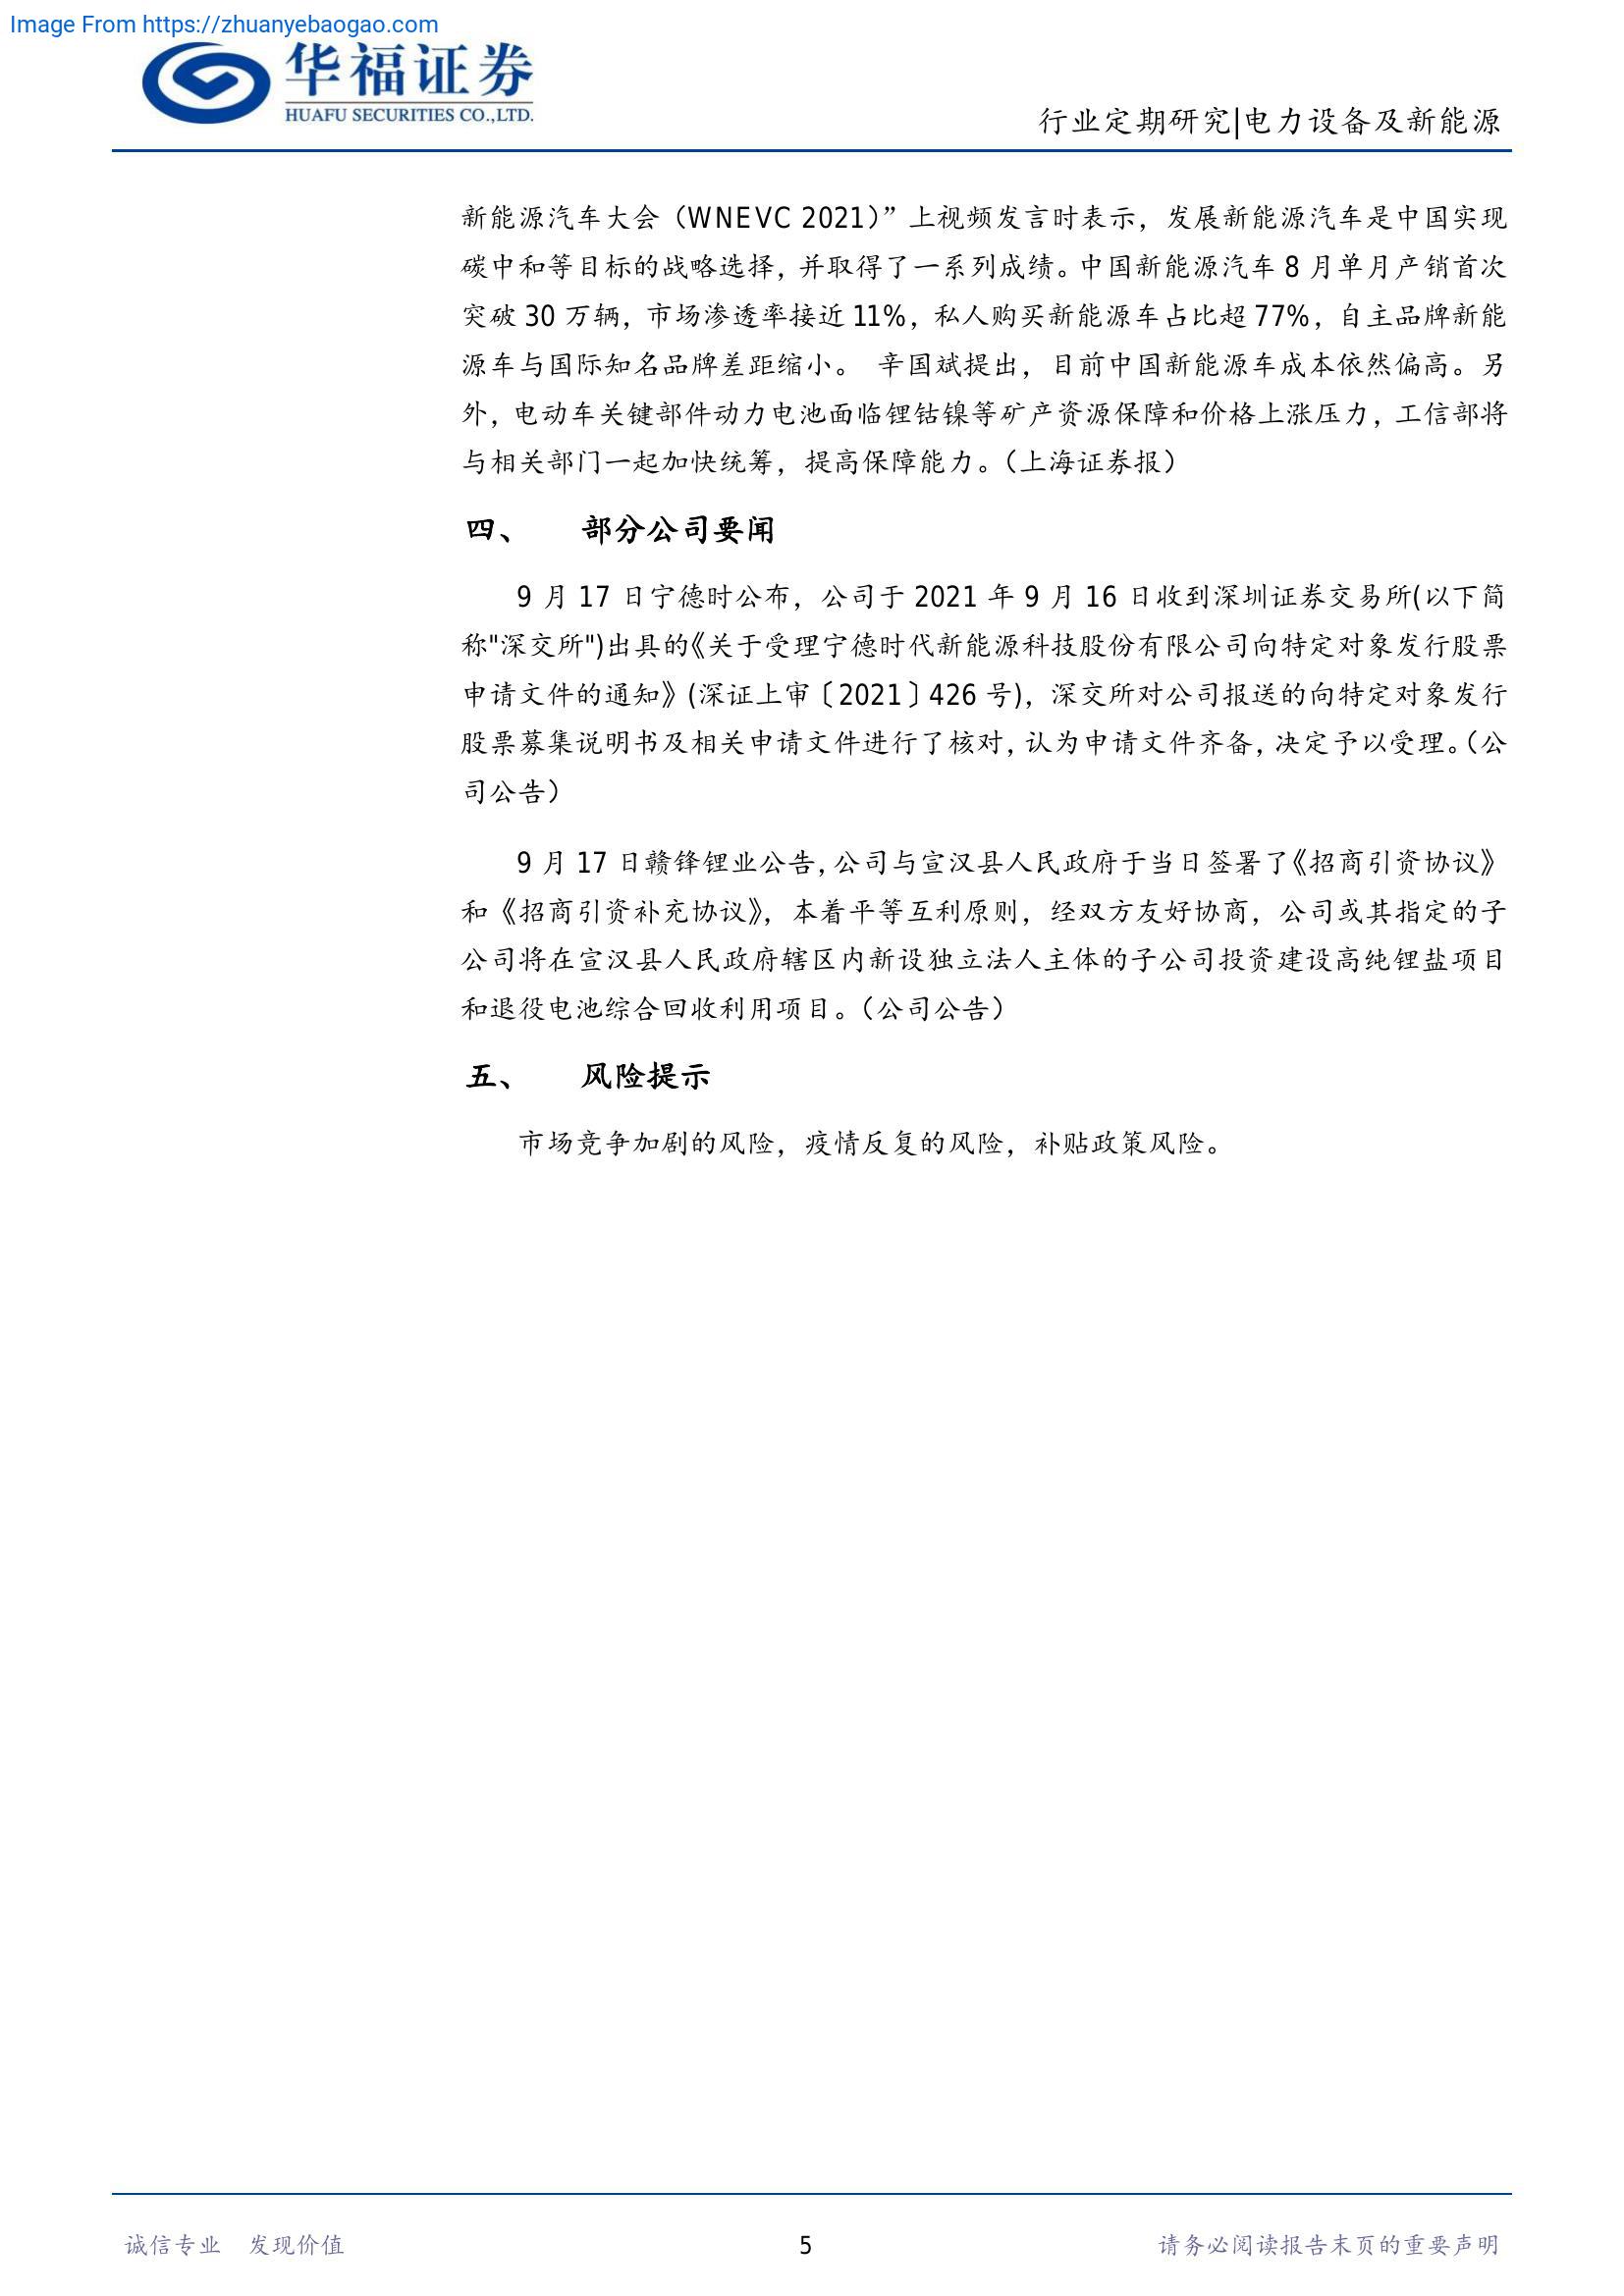 Image From https://zhuanyebaogao.com
华福证券
HUAFU SECURITIES CO.,LTD.
行业定期研究|电力设备及新能源
新能源汽车大会（WNEVC 2021）”上视频发言时表示，发展新能源汽车是中国实现
碳中和等目标的战略选择，并取得了一系列成绩。中国新能源汽车 8 月单月产销首次
突破 30 万辆，市场渗透率接近 11%，私人购买新能源车占比超 77%，自主品牌新能
源车与国际知名品牌差距缩小。 辛国斌提出，目前中国新能源车成本依然偏高。另
外，电动车关键部件动力电池面临锂钴镍等矿产资源保障和价格上涨压力，工信部将
与相关部门一起加快统筹，提高保障能力。（上海证券报）
四、 部分公司要闻
9 月 17 日宁德时公布，公司于 2021 年 9 月 16 日收到深圳证券交易所(以下简
称"深交所")出具的《关于受理宁德时代新能源科技股份有限公司向特定对象发行股票
申请文件的通知》(深证上审〔2021〕426 号)，深交所对公司报送的向特定对象发行
股票募集说明书及相关申请文件进行了核对，认为申请文件齐备，决定予以受理。（公
司公告）
9 月 17 日赣锋锂业公告，公司与宣汉县人民政府于当日签署了《招商引资协议》
和《招商引资补充协议》，本着平等互利原则，经双方友好协商，公司或其指定的子
公司将在宣汉县人民政府辖区内新设独立法人主体的子公司投资建设高纯锂盐项目
和退役电池综合回收利用项目。（公司公告）
五、 风险提示
市场竞争加剧的风险，疫情反复的风险，补贴政策风险。
诚信专业 发现价值
5
请务必阅读报告末页的重要声明